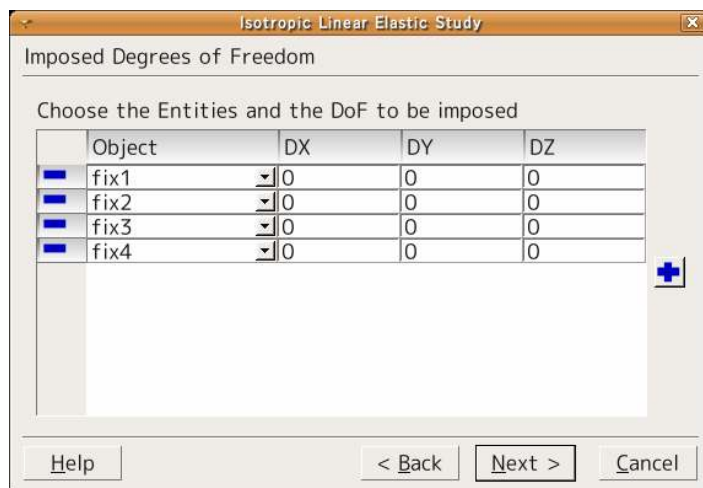 Isotropic Linear Elastic Study
Imposed Degrees of Freedom
Choose the Entities and the DoF to be imposed
Object DX DY DZ
fix1 0 0 0
fix2 0 0 0
fix3 0 0 0
fix4 0 0 0
Help < Back Next > Cancel